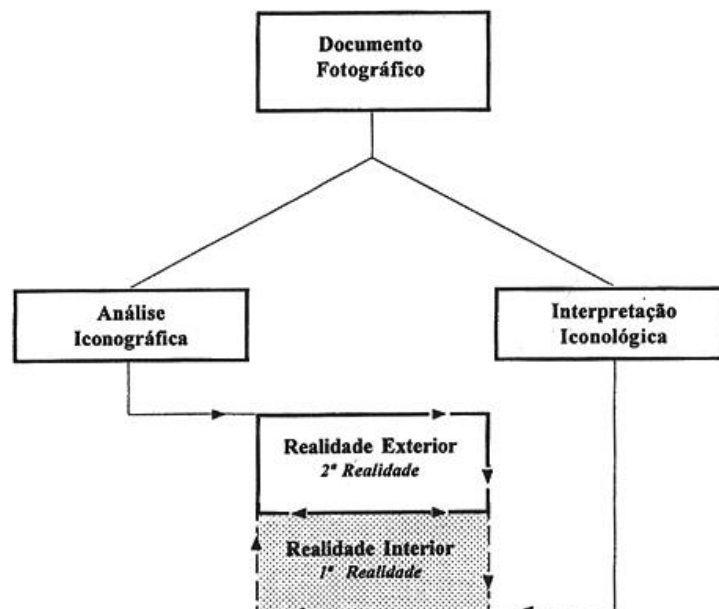 Documento
Fotográfico
Análise
Iconográfica
Interpretação
Iconológica
Realidade Exterior
2ª Realidade
Realidade Interior
1ª Realidade